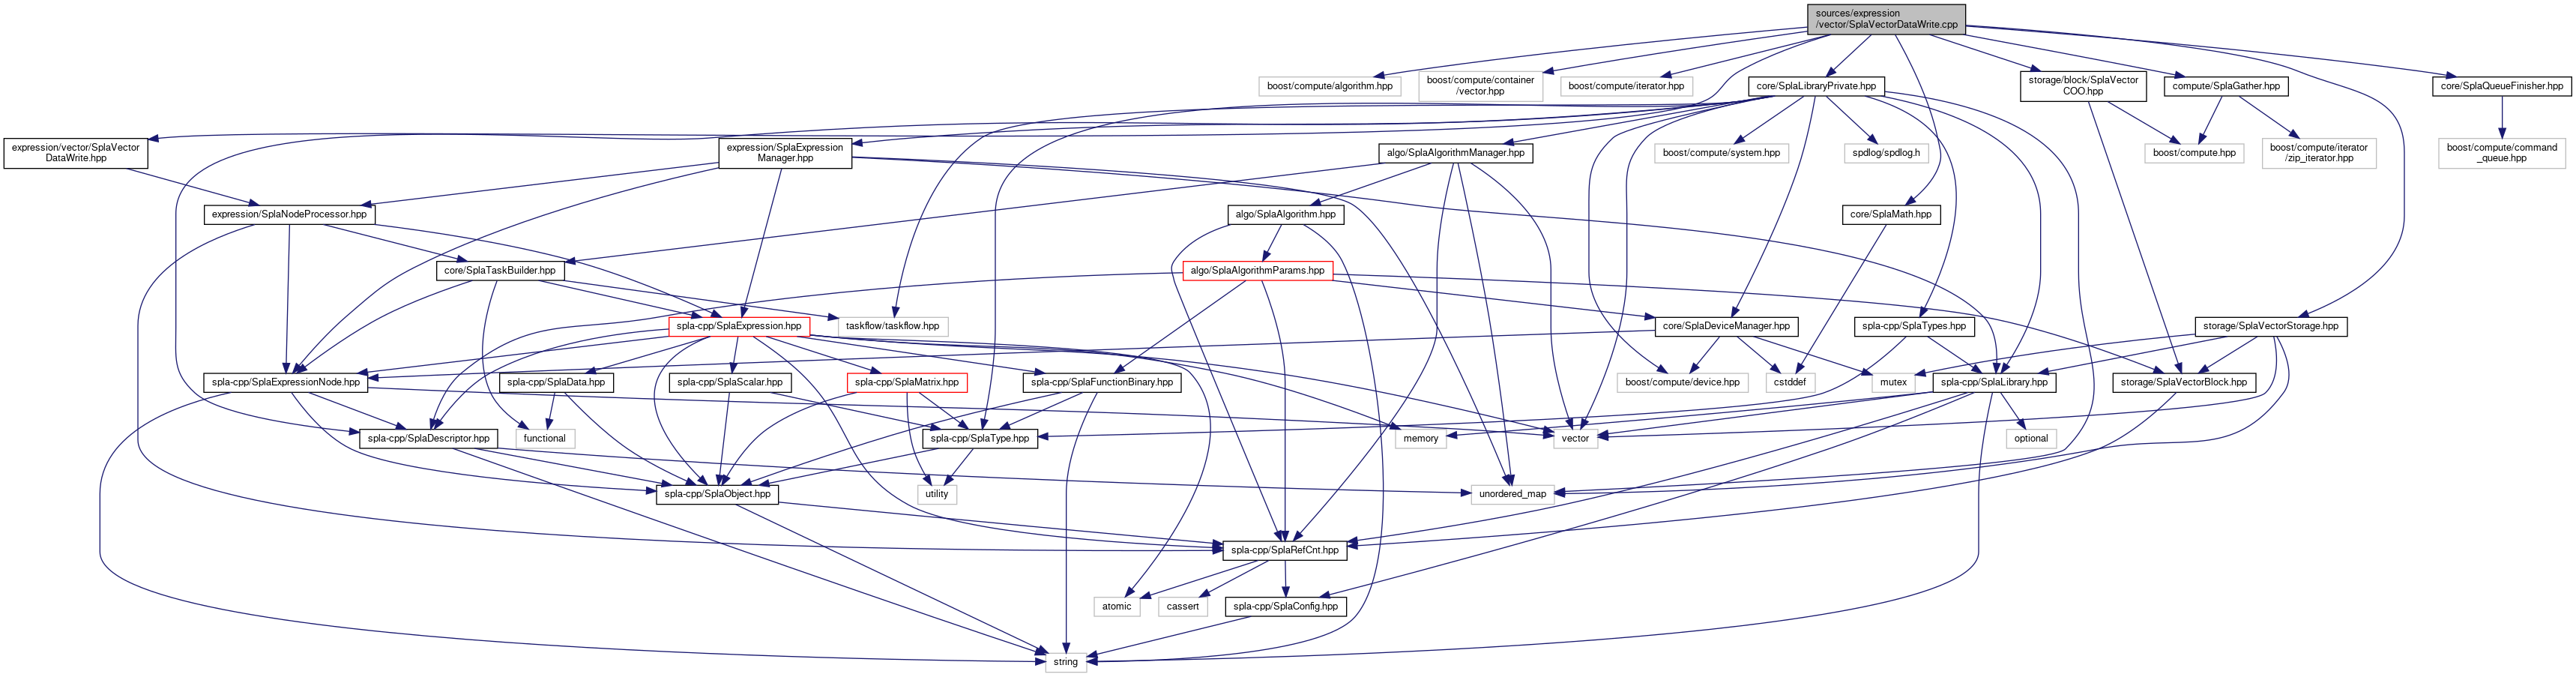 sources/expression
/vector/SplaVectorDataWrite.cpp
boost/compute/algorithm.hpp
boost/compute/container
/vector.hpp
boost/compute/iterator.hpp
core/SplaLibraryPrivate.hpp
storage/block/SplaVector
COO.hpp
compute/SplaGather.hpp
core/SplaQueueFinisher.hpp
expression/vector/SplaVector
DataWrite.hpp
expression/SplaExpression
Manager.hpp
algo/SplaAlgorithmManager.hpp
boost/compute/system.hpp
spdlog/spdlog.h
boost/compute.hpp
boost/compute/iterator
/zip_iterator.hpp
boost/compute/command
_queue.hpp
expression/SplaNodeProcessor.hpp
algo/SplaAlgorithm.hpp
core/SplaMath.hpp
core/SplaTaskBuilder.hpp
algo/SplaAlgorithmParams.hpp
spla-cpp/SplaExpression.hpp
taskflow/taskflow.hpp
core/SplaDeviceManager.hpp
spla-cpp/SplaTypes.hpp
storage/SplaVectorStorage.hpp
spla-cpp/SplaExpressionNode.hpp
spla-cpp/SplaData.hpp
spla-cpp/SplaScalar.hpp
spla-cpp/SplaMatrix.hpp
spla-cpp/SplaFunctionBinary.hpp
boost/compute/device.hpp
cstddef
mutex
spla-cpp/SplaLibrary.hpp
storage/SplaVectorBlock.hpp
spla-cpp/SplaDescriptor.hpp
functional
spla-cpp/SplaType.hpp
memory
vector
optional
spla-cpp/SplaObject.hpp
utility
unordered_map
spla-cpp/SplaRefCnt.hpp
atomic
cassert
spla-cpp/SplaConfig.hpp
string